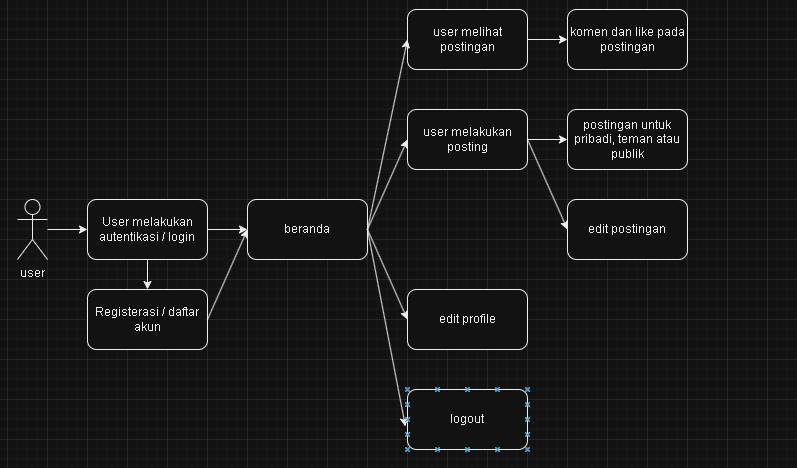 user melihat
postingan
komen dan like pada
postingan
user melakukan
posting
postingan untuk
pribadi, teman atau
publik
User melakukan
autentikasi / login
beranda
edit postingan
user
Registerasi / daftar
akun
edit profile
logout